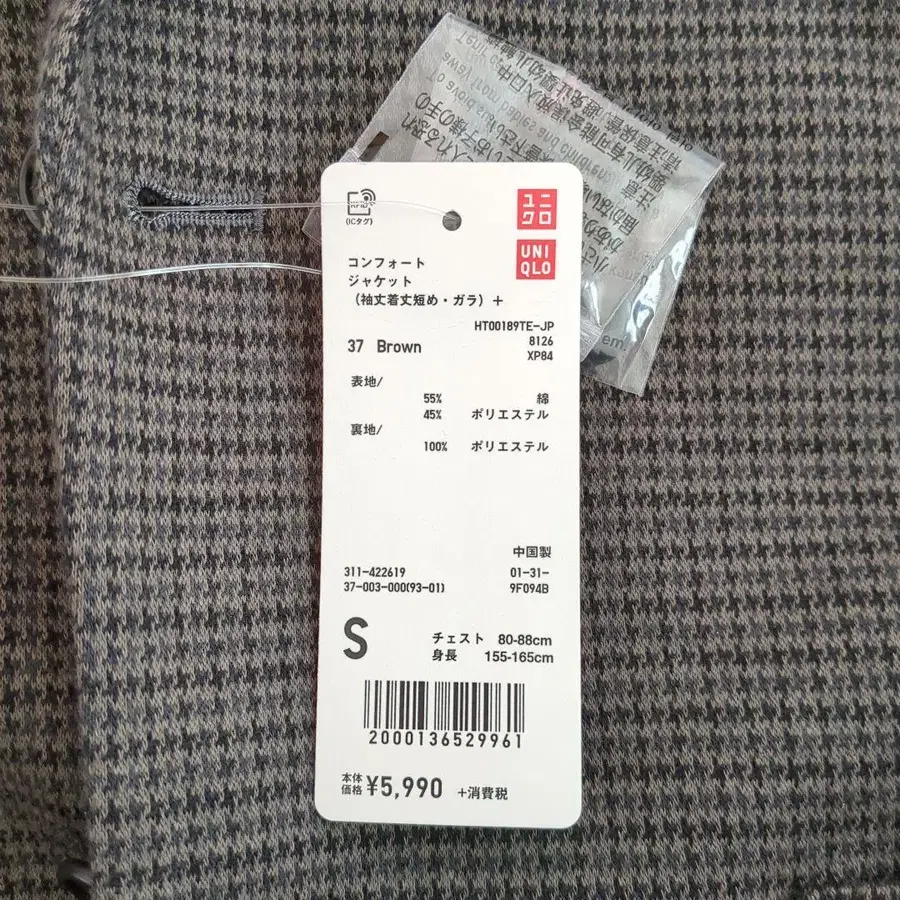 RFID
(ICタグ)
ユニ
クロ
UNI
QLO
コンフォート
ジャケット
(袖丈着丈短め・ガラ)+
HT00189TE-JP
37 Brown
8126
XP84
表地/
55% 綿
45% ポリエステル
裏地/
100% ポリエステル
中国製
311-422619 01-31-
37-003-000(93-01) 9F094B
S
チェスト 80-88cm
身長 155-165cm
2000136529961
本体
価格 ¥5,990 +消費税